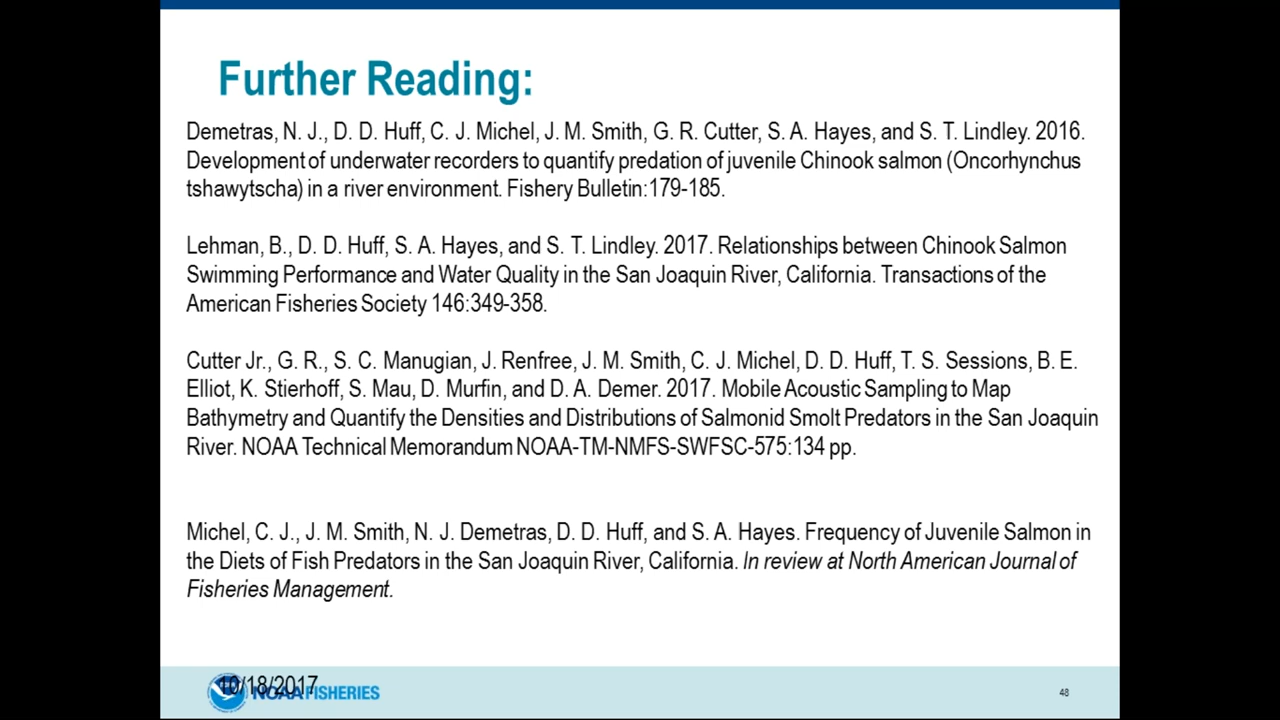 Further Reading:
Demetras, N. J., D. D. Huff, C. J. Michel, J. M. Smith, G. R. Cutter, S. A. Hayes, and S. T. Lindley. 2016.
Development of underwater recorders to quantify predation of juvenile Chinook salmon (Oncorhynchus
tshawytscha) in a river environment. Fishery Bulletin:179-185.
Lehman, B., D. D. Huff, S. A. Hayes, and S. T. Lindley. 2017. Relationships between Chinook Salmon
Swimming Performance and Water Quality in the San Joaquin River, California. Transactions of the
American Fisheries Society 146:349-358.
Cutter Jr., G. R., S. C. Manugian, J. Renfree, J. M. Smith, C. J. Michel, D. D. Huff, T. S. Sessions, B. E.
Elliot, K. Stierhoff, S. Mau, D. Murfin, and D. A. Demer. 2017. Mobile Acoustic Sampling to Map
Bathymetry and Quantify the Densities and Distributions of Salmonid Smolt Predators in the San Joaquin
River. NOAA Technical Memorandum NOAA-TM-NMFS-SWFSC-575:134 pp.
Michel, C. J., J. M. Smith, N. J. Demetras, D. D. Huff, and S. A. Hayes. Frequency of Juvenile Salmon in
the Diets of Fish Predators in the San Joaquin River, California. In review at North American Journal of
Fisheries Management.
10/18/2017
NOAA FISHERIES
48